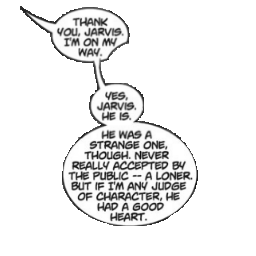 THANK
YOU, JARVIS.
I'M ON MY
WAY.
YES,
JARVIS.
HE IS.
HE WAS A
STRANGE ONE,
THOUGH. NEVER
REALLY ACCEPTED BY
THE PUBLIC -- A LONER.
BUT IF I'M ANY JUDGE
OF CHARACTER, HE
HAD A GOOD
HEART.